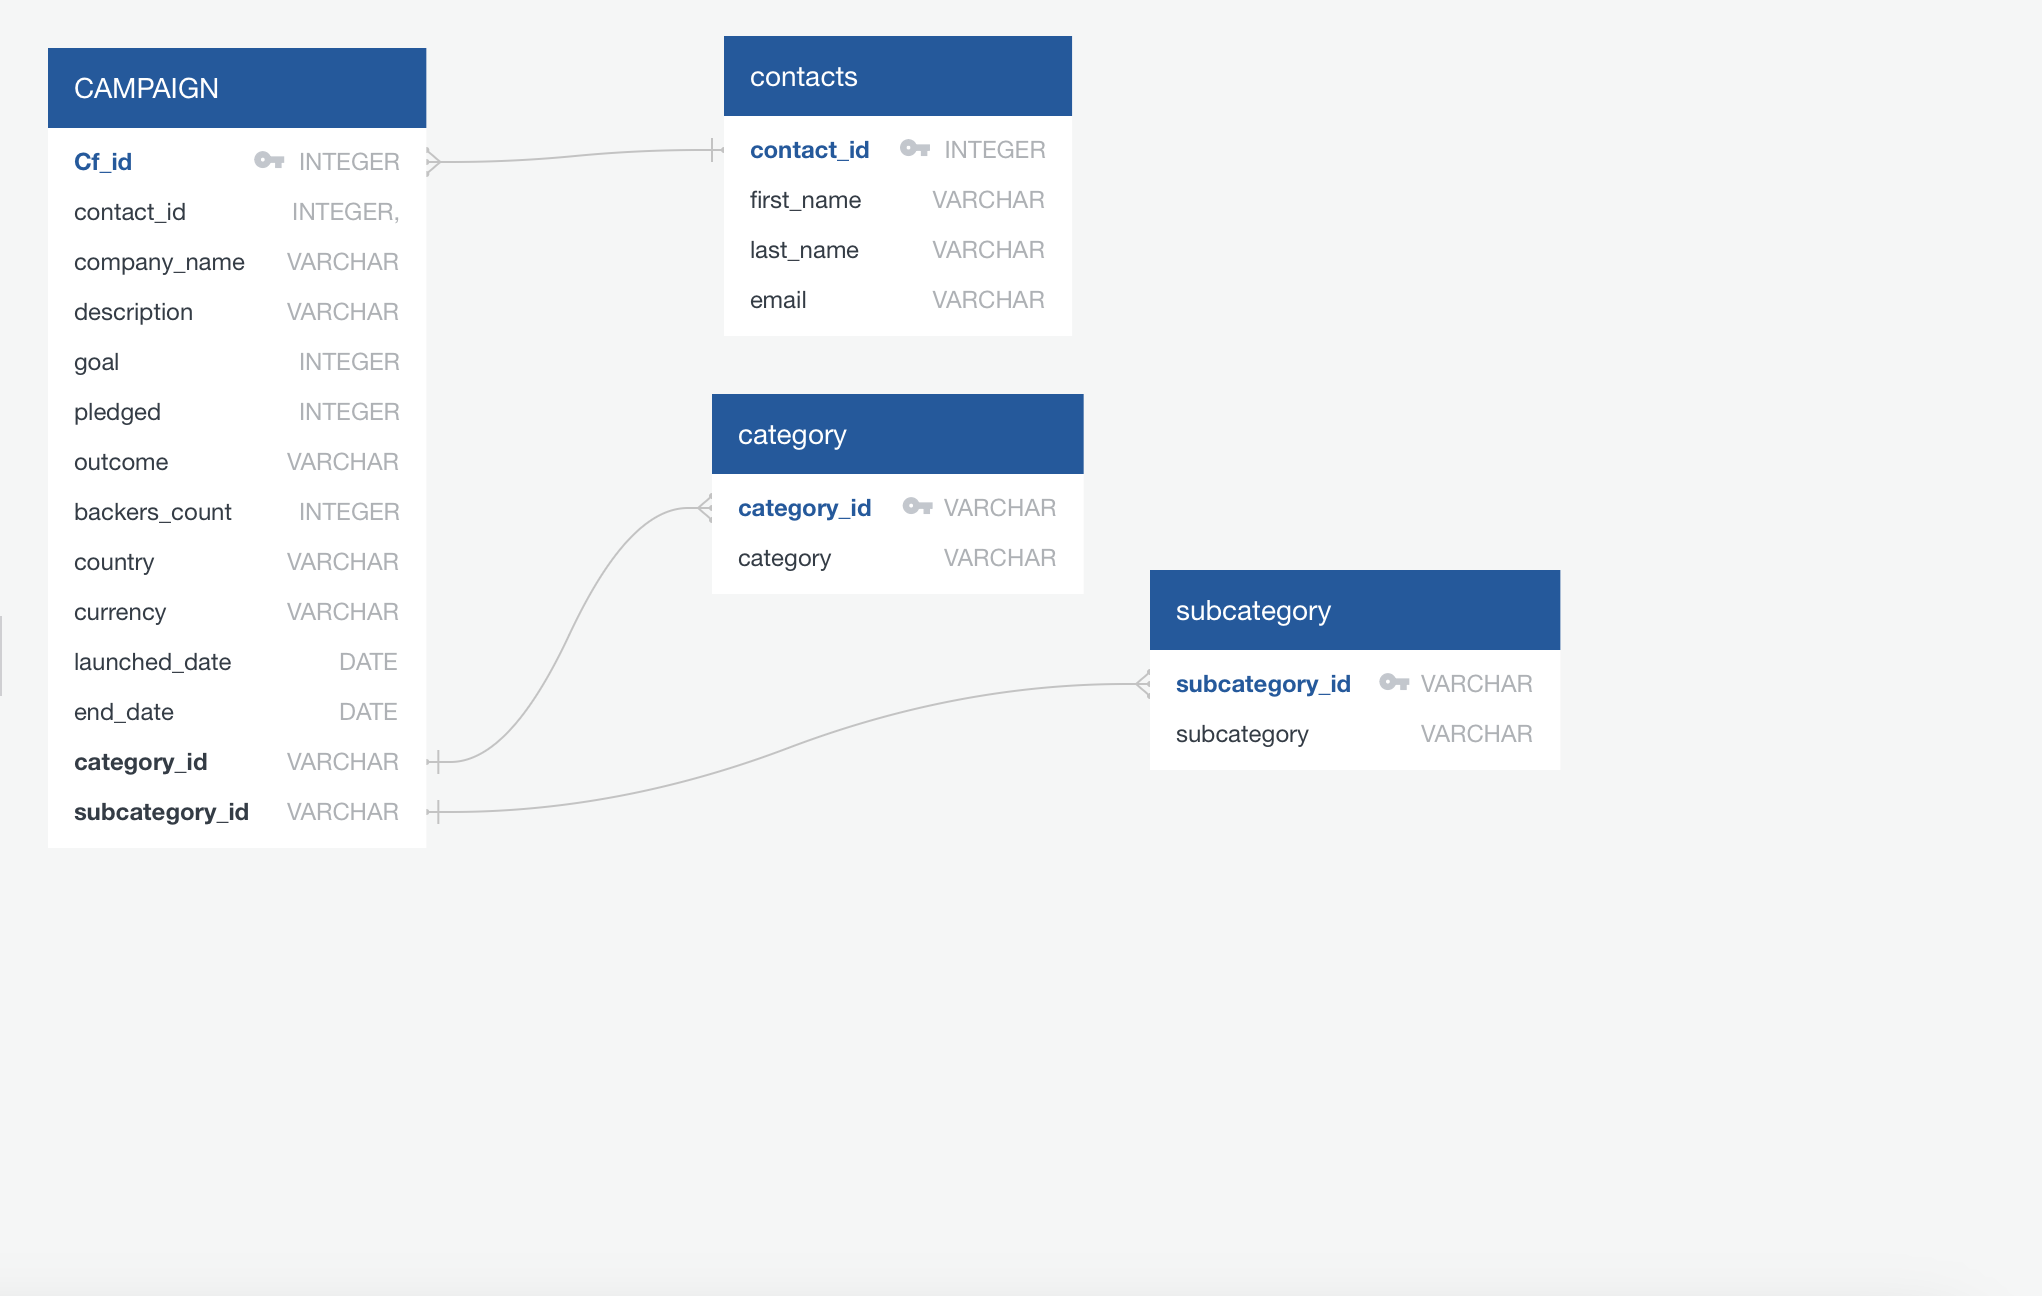 CAMPAIGN
Cf_id INTEGER
contact_id INTEGER,
company_name VARCHAR
description VARCHAR
goal INTEGER
pledged INTEGER
outcome VARCHAR
backers_count INTEGER
country VARCHAR
currency VARCHAR
launched_date DATE
end_date DATE
category_id VARCHAR
subcategory_id VARCHAR
contacts
contact_id INTEGER
first_name VARCHAR
last_name VARCHAR
email VARCHAR
category
category_id VARCHAR
category VARCHAR
subcategory
subcategory_id VARCHAR
subcategory VARCHAR